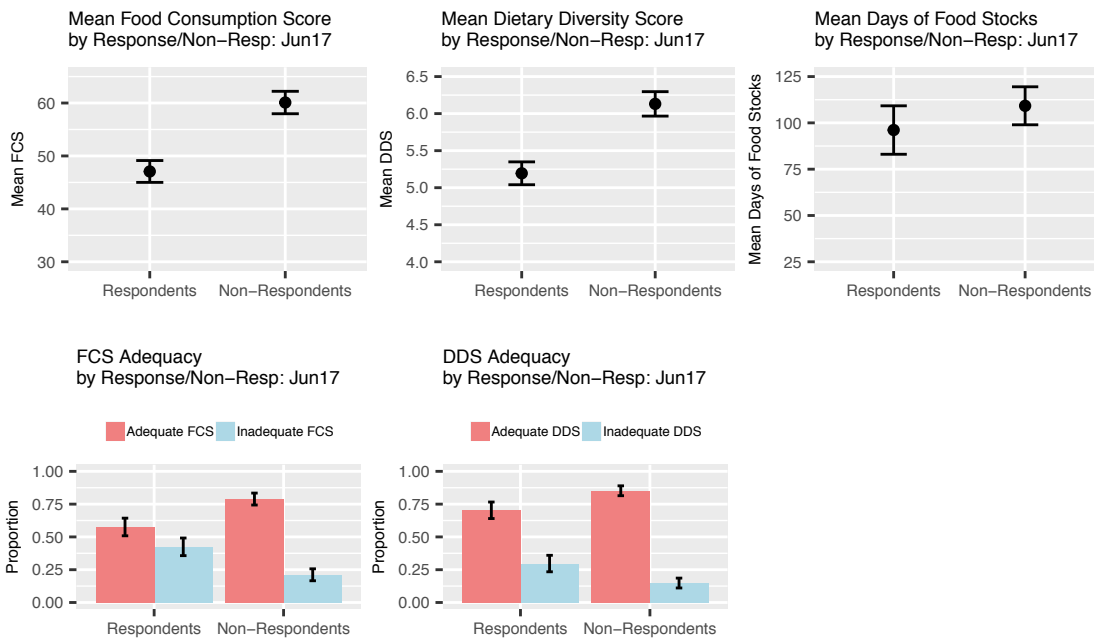 Mean Food Consumption Score
by Response/Non−Resp: Jun17
Mean FCS
60
50
40
30
Respondents
Non−Respondents
Mean Dietary Diversity Score
by Response/Non−Resp: Jun17
Mean DDS
6.5
6.0
5.5
5.0
4.5
4.0
Respondents
Non−Respondents
Mean Days of Food Stocks
by Response/Non−Resp: Jun17
Mean Days of Food Stocks
125
100
75
50
25
Respondents
Non−Respondents
FCS Adequacy
by Response/Non−Resp: Jun17
Adequate FCS
Inadequate FCS
Proportion
1.00
0.75
0.50
0.25
0.00
Respondents
Non−Respondents
DDS Adequacy
by Response/Non−Resp: Jun17
Adequate DDS
Inadequate DDS
Proportion
1.00
0.75
0.50
0.25
0.00
Respondents
Non−Respondents